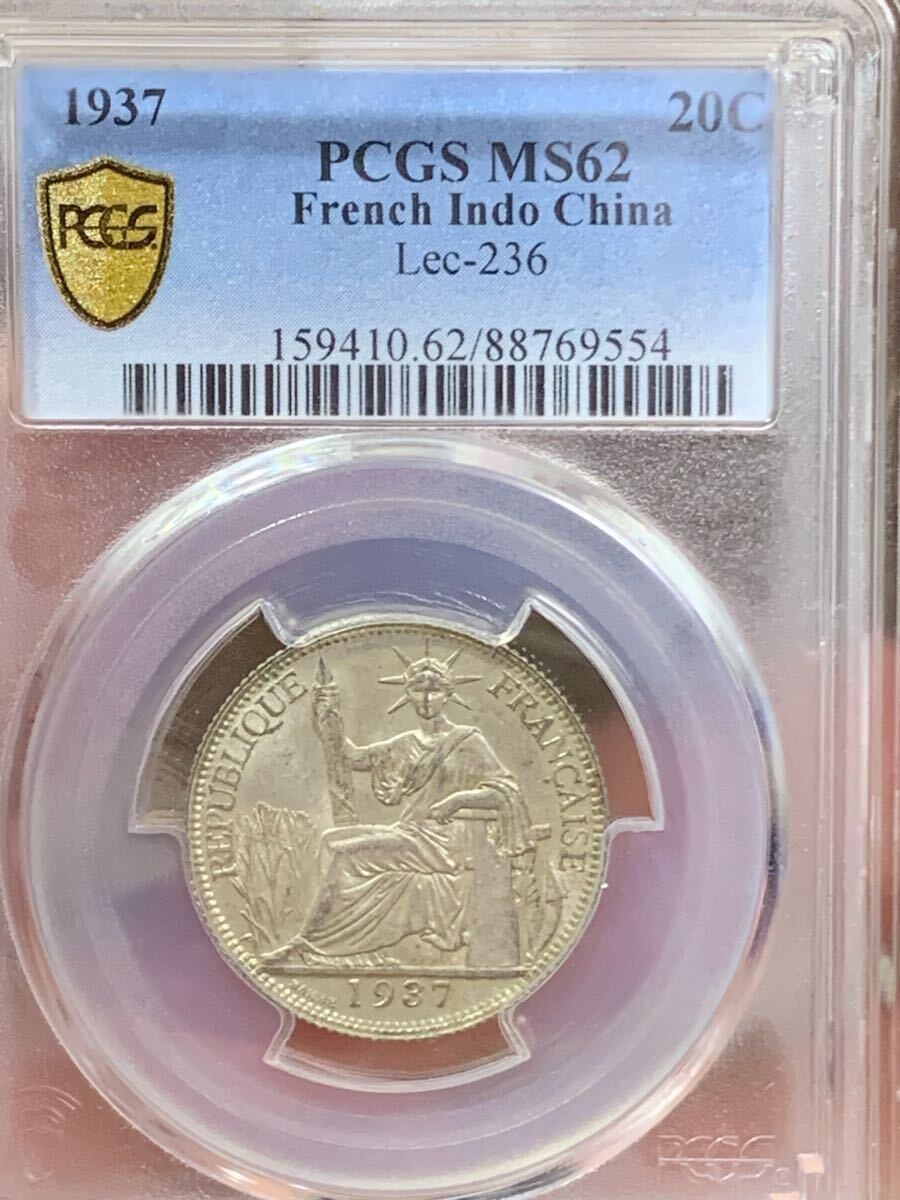 1937 20C
PCGS MS62
French Indo China
Lec-236
PCGS
159410.62/88769554
REPUBLIQUE FRANÇAISE
1937
PCGS